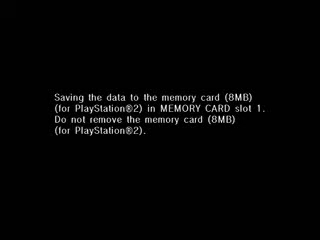 Saving the data to the memory card (8MB)
(for PlayStation®2) in MEMORY CARD slot 1.
Do not remove the memory card (8MB)
(for PlayStation®2).